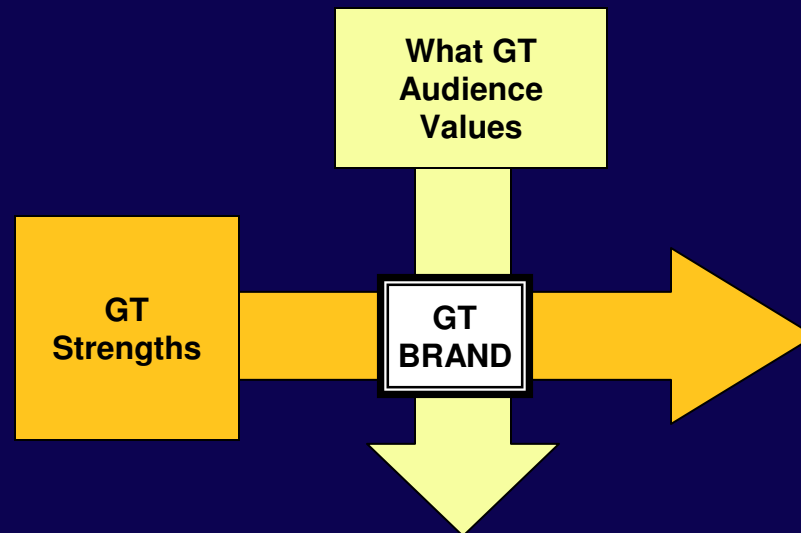 What GT
Audience
Values
GT
Strengths
GT
BRAND